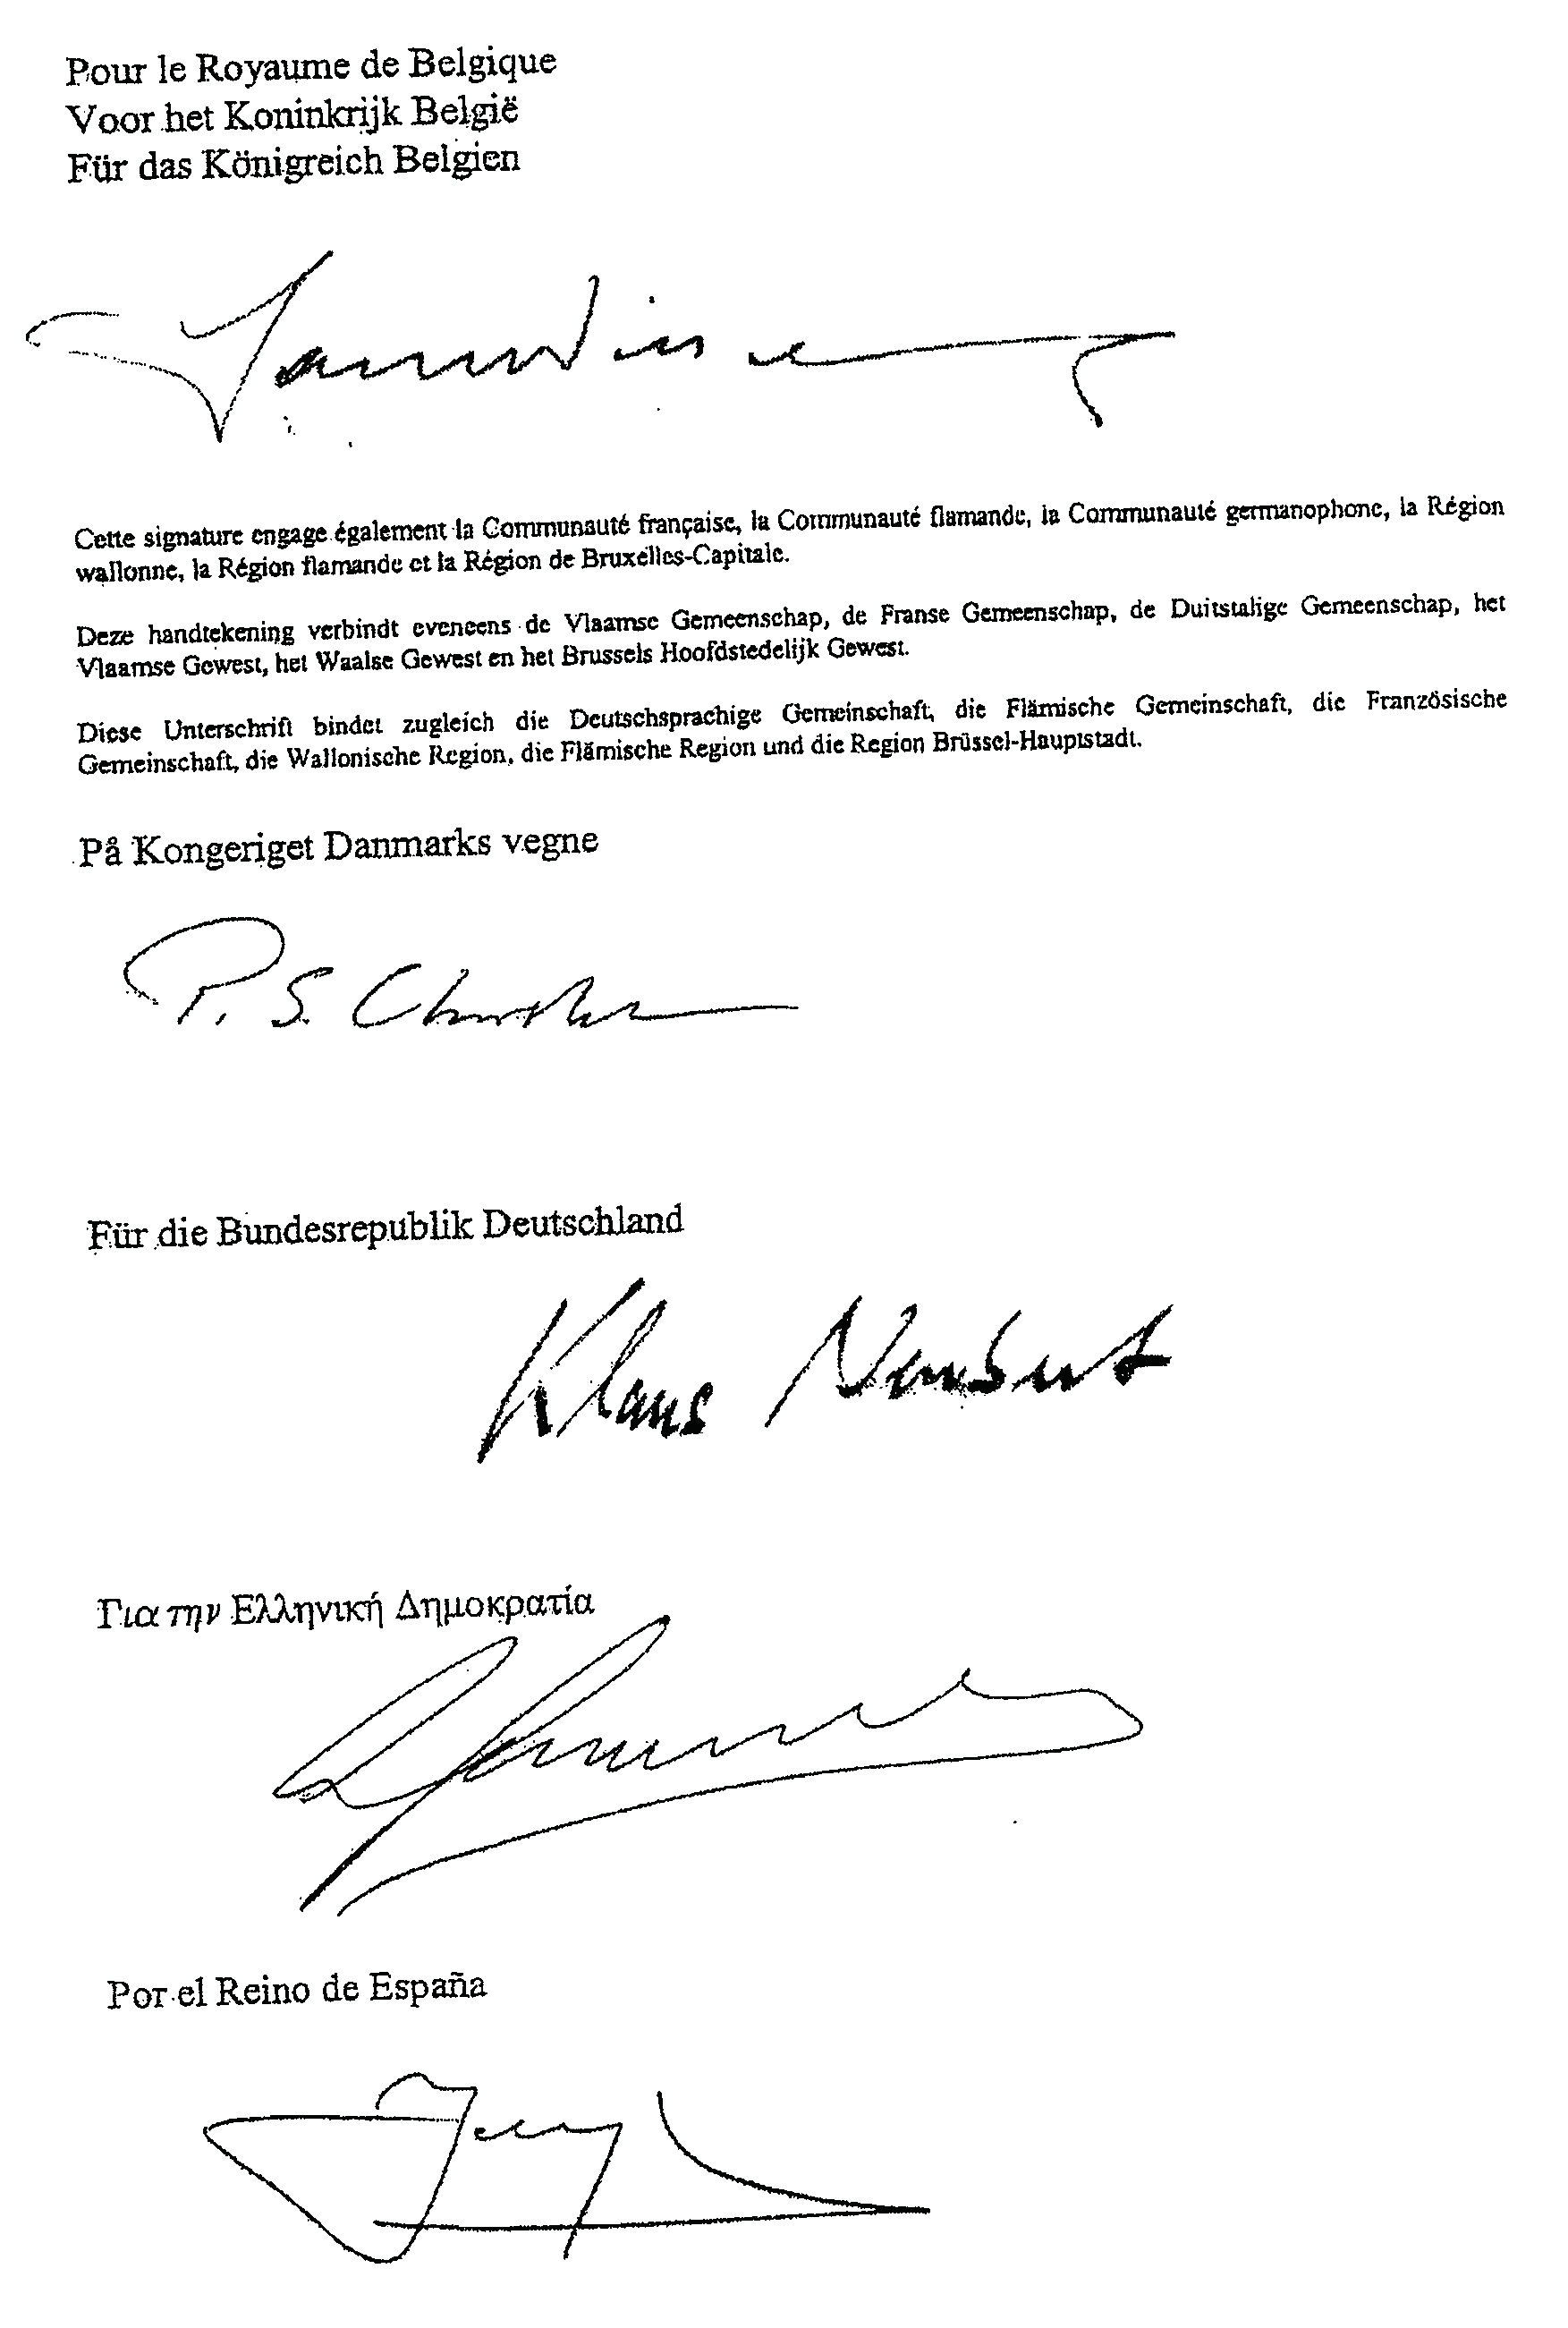 Pour le Royaume de Belgique
Voor het Koninkrijk België
Für das Königreich Belgien
Cette signature engage également la Communauté française, la Communauté flamande, la Communauté germanophone, la Région
wallonne, la Région flamande et la Région de Bruxelles-Capitale.
Deze handtekening verbindt eveneens de Vlaamse Gemeenschap, de Franse Gemeenschap, de Duitstalige Gemeenschap, het
Vlaamse Gewest, het Waalse Gewest en het Brussels Hoofdstedelijk Gewest.
Diese Unterschrift bindet zugleich die Deutschsprachige Gemeinschaft, die Flämische Gemeinschaft, die Französische
Gemeinschaft, die Wallonische Region, die Flämische Region und die Region Brüssel-Hauptstadt.
På Kongeriget Danmarks vegne
P. S.
Für die Bundesrepublik Deutschland
Klaus
Για την Ελληνική Δημοκρατία
Por el Reino de España